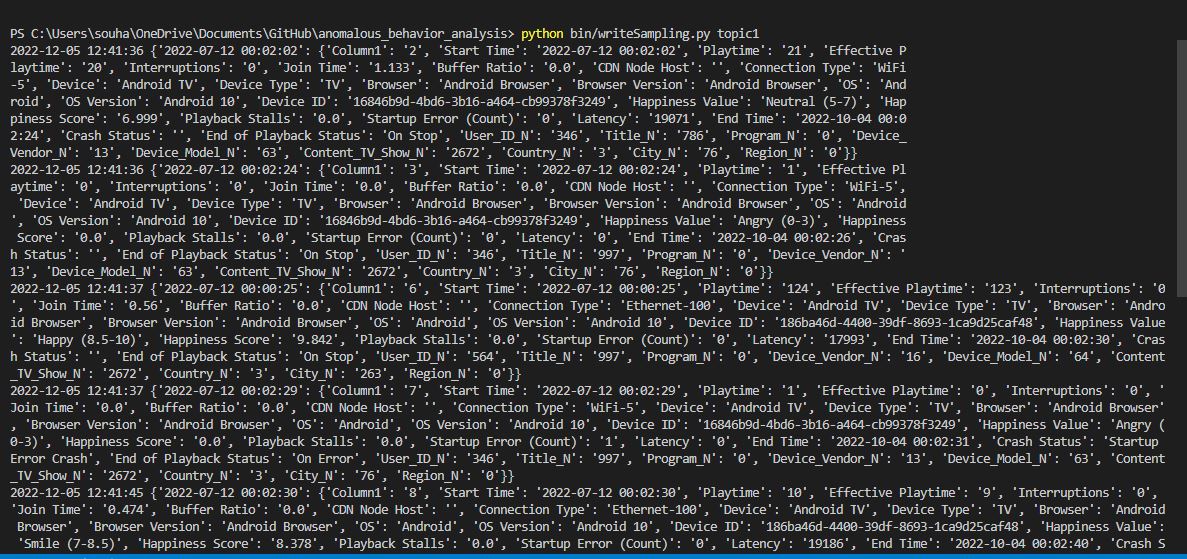 PS C:\Users\souha\OneDrive\Documents\GitHub\anomalous_behavior_analysis> python bin/writeSampling.py topic1
2022-12-05 12:41:36 {'2022-07-12 00:02:02': {'Column1': '2', 'Start Time': '2022-07-12 00:02:02', 'Playtime': '21', 'Effective P
laytime': '20', 'Interruptions': '0', 'Join Time': '1.133', 'Buffer Ratio': '0.0', 'CDN Node Host': '', 'Connection Type': 'WiFi
-5', 'Device': 'Android TV', 'Device Type': 'TV', 'Browser': 'Android Browser', 'Browser Version': 'Android Browser', 'OS': 'And
roid', 'OS Version': 'Android 10', 'Device ID': '16846b9d-4bd6-3b16-a464-cb99378f3249', 'Happiness Value': 'Neutral (5-7)', 'Hap
piness Score': '6.999', 'Playback Stalls': '0.0', 'Startup Error (Count)': '0', 'Latency': '19071', 'End Time': '2022-10-04 00:0
2:24', 'Crash Status': '', 'End of Playback Status': 'On Stop', 'User_ID_N': '346', 'Title_N': '786', 'Program_N': '0', 'Device_
Vendor_N': '13', 'Device_Model_N': '63', 'Content_TV_Show_N': '2672', 'Country_N': '3', 'City_N': '76', 'Region_N': '0'}}
2022-12-05 12:41:36 {'2022-07-12 00:02:24': {'Column1': '3', 'Start Time': '2022-07-12 00:02:24', 'Playtime': '1', 'Effective Pl
aytime': '0', 'Interruptions': '0', 'Join Time': '0.0', 'Buffer Ratio': '0.0', 'CDN Node Host': '', 'Connection Type': 'WiFi-5',
 'Device': 'Android TV', 'Device Type': 'TV', 'Browser': 'Android Browser', 'Browser Version': 'Android Browser', 'OS': 'Android
', 'OS Version': 'Android 10', 'Device ID': '16846b9d-4bd6-3b16-a464-cb99378f3249', 'Happiness Value': 'Angry (0-3)', 'Happiness
 Score': '0.0', 'Playback Stalls': '0.0', 'Startup Error (Count)': '0', 'Latency': '0', 'End Time': '2022-10-04 00:02:26', 'Cras
h Status': '', 'End of Playback Status': 'On Stop', 'User_ID_N': '346', 'Title_N': '997', 'Program_N': '0', 'Device_Vendor_N': '
13', 'Device_Model_N': '63', 'Content_TV_Show_N': '2672', 'Country_N': '3', 'City_N': '76', 'Region_N': '0'}}
2022-12-05 12:41:37 {'2022-07-12 00:00:25': {'Column1': '6', 'Start Time': '2022-07-12 00:00:25', 'Playtime': '124', 'Effective Playtime': '123', 'Interruptions': '0
', 'Join Time': '0.56', 'Buffer Ratio': '0.0', 'CDN Node Host': '', 'Connection Type': 'Ethernet-100', 'Device': 'Android TV', 'Device Type': 'TV', 'Browser': 'Andro
id Browser', 'Browser Version': 'Android Browser', 'OS': 'Android', 'OS Version': 'Android 10', 'Device ID': '186ba46d-4400-39df-8693-1ca9d25caf48', 'Happiness Value
': 'Happy (8.5-10)', 'Happiness Score': '9.842', 'Playback Stalls': '0.0', 'Startup Error (Count)': '0', 'Latency': '17993', 'End Time': '2022-10-04 00:02:30', 'Cras
h Status': '', 'End of Playback Status': 'On Stop', 'User_ID_N': '564', 'Title_N': '997', 'Program_N': '0', 'Device_Vendor_N': '16', 'Device_Model_N': '64', 'Content
_TV_Show_N': '2672', 'Country_N': '3', 'City_N': '263', 'Region_N': '0'}}
2022-12-05 12:41:37 {'2022-07-12 00:02:29': {'Column1': '7', 'Start Time': '2022-07-12 00:02:29', 'Playtime': '1', 'Effective Playtime': '0', 'Interruptions': '0', '
Join Time': '0.0', 'Buffer Ratio': '0.0', 'CDN Node Host': '', 'Connection Type': 'WiFi-5', 'Device': 'Android TV', 'Device Type': 'TV', 'Browser': 'Android Browser'
, 'Browser Version': 'Android Browser', 'OS': 'Android', 'OS Version': 'Android 10', 'Device ID': '16846b9d-4bd6-3b16-a464-cb99378f3249', 'Happiness Value': 'Angry (
0-3)', 'Happiness Score': '0.0', 'Playback Stalls': '0.0', 'Startup Error (Count)': '1', 'Latency': '0', 'End Time': '2022-10-04 00:02:31', 'Crash Status': 'Startup
Error Crash', 'End of Playback Status': 'On Error', 'User_ID_N': '346', 'Title_N': '997', 'Program_N': '0', 'Device_Vendor_N': '13', 'Device_Model_N': '63', 'Content
_TV_Show_N': '2672', 'Country_N': '3', 'City_N': '76', 'Region_N': '0'}}
2022-12-05 12:41:45 {'2022-07-12 00:02:30': {'Column1': '8', 'Start Time': '2022-07-12 00:02:30', 'Playtime': '10', 'Effective Playtime': '9', 'Interruptions': '0',
'Join Time': '0.474', 'Buffer Ratio': '0.0', 'CDN Node Host': '', 'Connection Type': 'Ethernet-100', 'Device': 'Android TV', 'Device Type': 'TV', 'Browser': 'Android
 Browser', 'Browser Version': 'Android Browser', 'OS': 'Android', 'OS Version': 'Android 10', 'Device ID': '186ba46d-4400-39df-8693-1ca9d25caf48', 'Happiness Value':
 'Smile (7-8.5)', 'Happiness Score': '8.378', 'Playback Stalls': '0.0', 'Startup Error (Count)': '0', 'Latency': '19186', 'End Time': '2022-10-04 00:02:40', 'Crash S